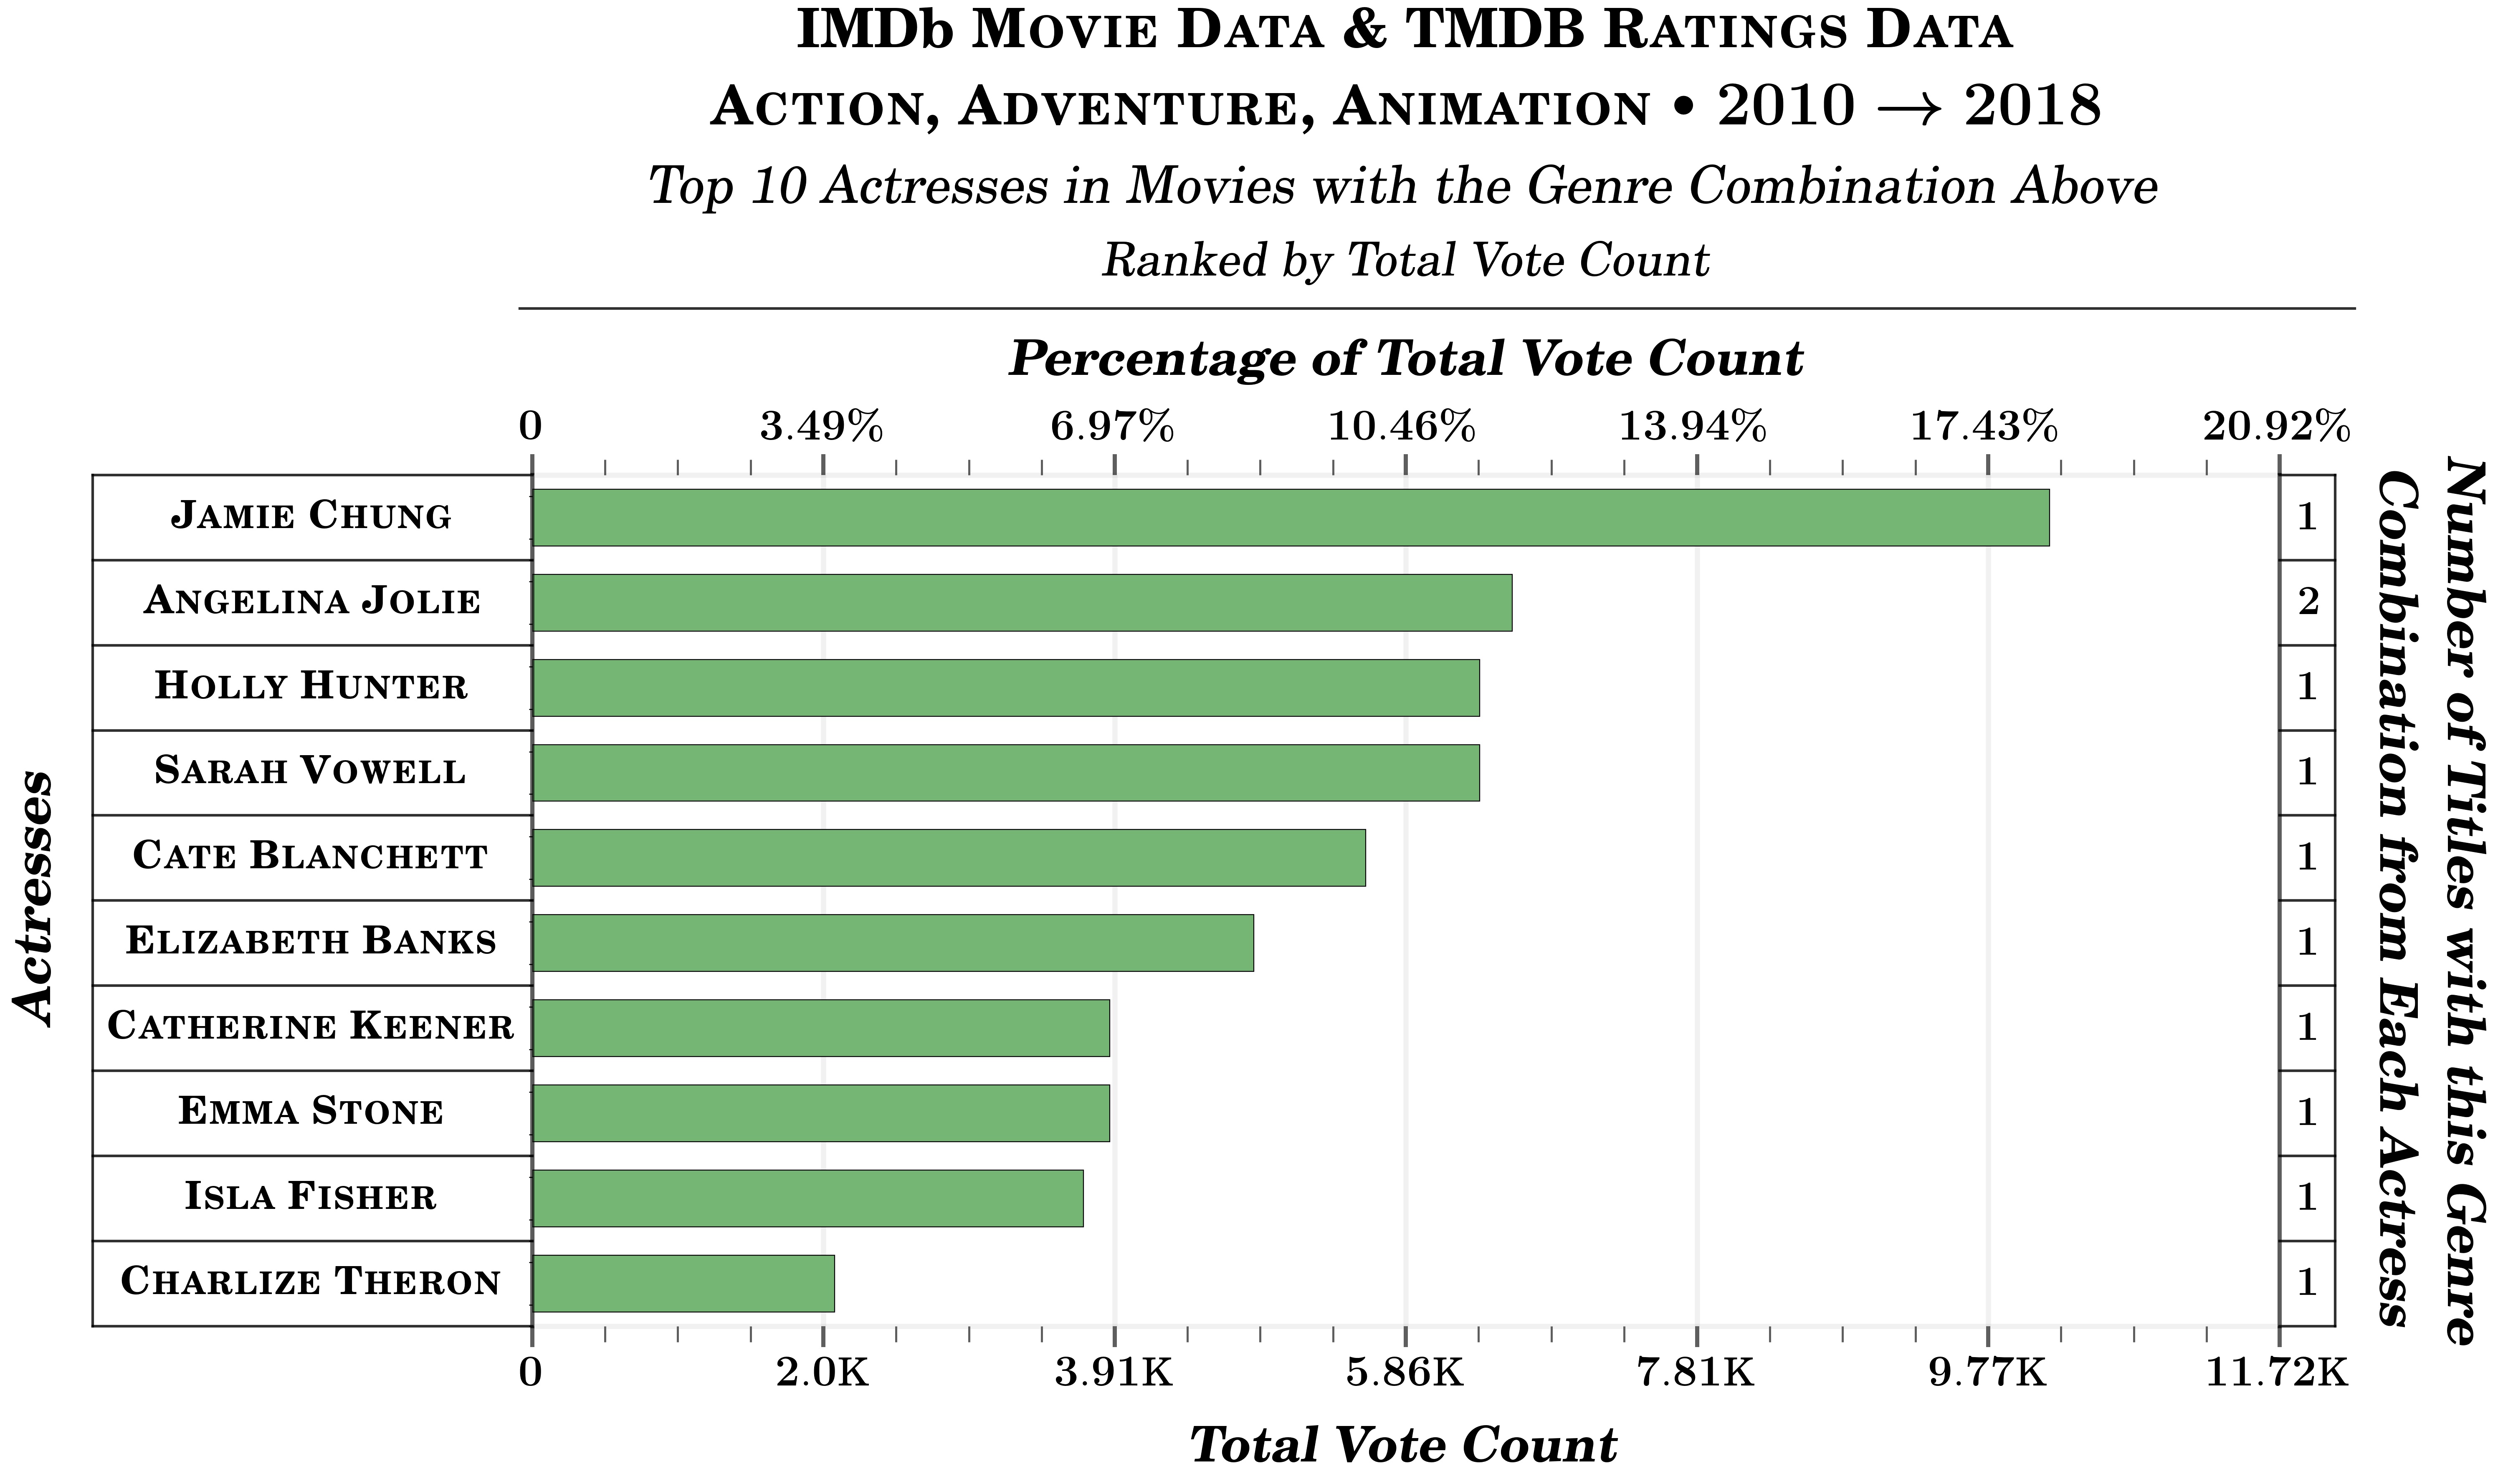 IMDb Movie Data & TMDB Ratings Data
Action, Adventure, Animation • 2010 → 2018
Top 10 Actresses in Movies with the Genre Combination Above
Ranked by Total Vote Count
Percentage of Total Vote Count
0 3.49% 6.97% 10.46% 13.94% 17.43% 20.92%
Actresses
Jamie Chung 1
Angelina Jolie 2
Holly Hunter 1
Sarah Vowell 1
Cate Blanchett 1
Elizabeth Banks 1
Catherine Keener 1
Emma Stone 1
Isla Fisher 1
Charlize Theron 1
Number of Titles with this Genre
Combination from Each Actress
0 2.0K 3.91K 5.86K 7.81K 9.77K 11.72K
Total Vote Count